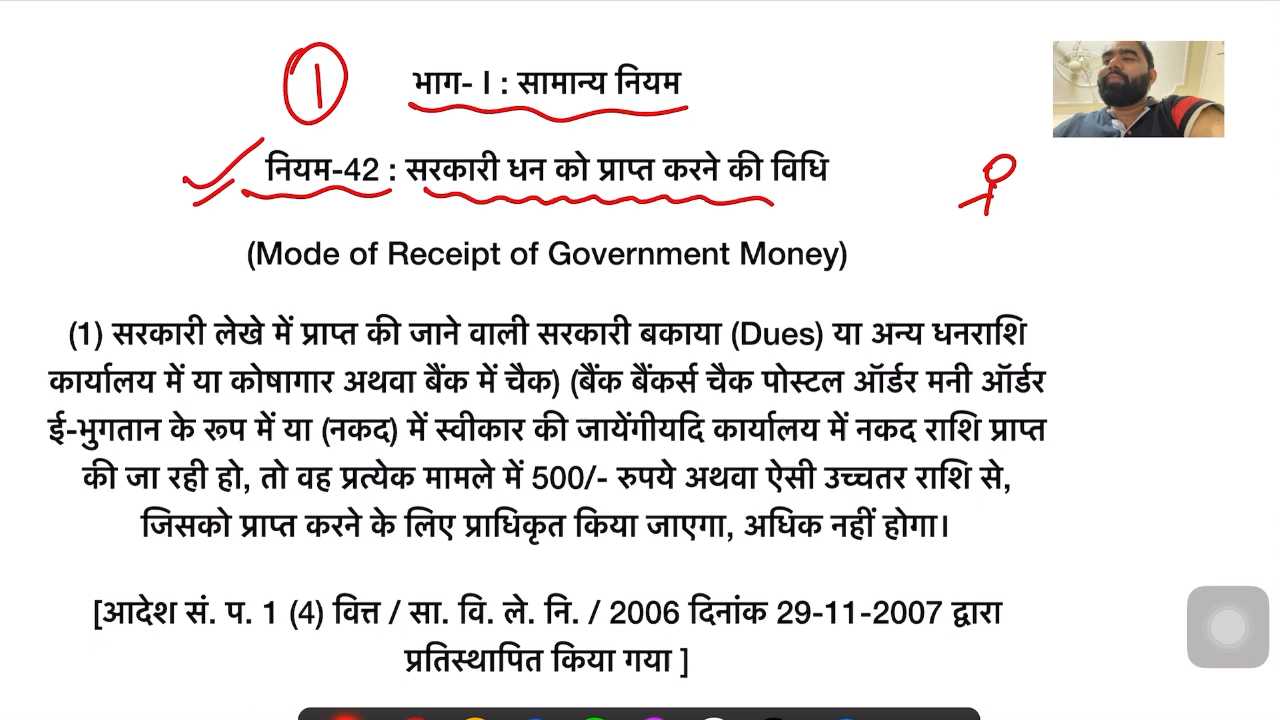 1
भाग- I : सामान्य नियम
नियम-42 : सरकारी धन को प्राप्त करने की विधि
(Mode of Receipt of Government Money)
(1) सरकारी लेखे में प्राप्त की जाने वाली सरकारी बकाया (Dues) या अन्य धनराशि
कार्यालय में या कोषागार अथवा बैंक में चैक) (बैंक बैंकर्स चैक पोस्टल ऑर्डर मनी ऑर्डर
ई-भुगतान के रूप में या (नकद) में स्वीकार की जायेंगीयदि कार्यालय में नकद राशि प्राप्त
की जा रही हो, तो वह प्रत्येक मामले में 500/- रुपये अथवा ऐसी उच्चतर राशि से,
जिसको प्राप्त करने के लिए प्राधिकृत किया जाएगा, अधिक नहीं होगा।
[आदेश सं. प. 1 (4) वित्त / सा. वि. ले. नि. / 2006 दिनांक 29-11-2007 द्वारा
प्रतिस्थापित किया गया ]